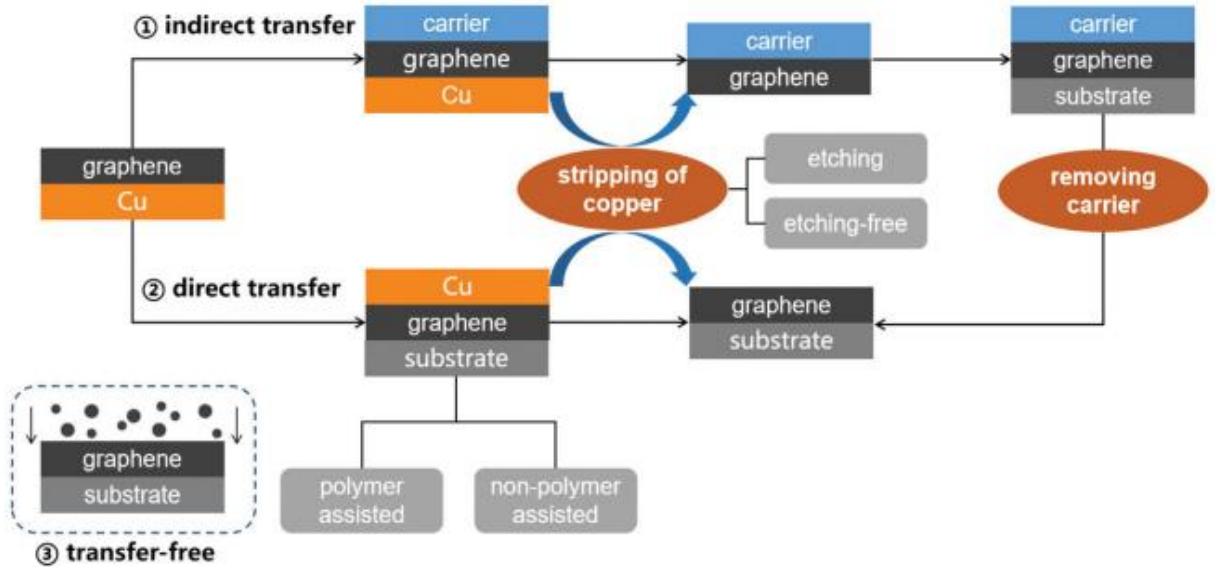 ① indirect transfer
carrier
graphene
Cu
carrier
graphene
carrier
graphene
substrate
graphene
Cu
stripping of
copper
etching
etching-free
removing
carrier
② direct transfer
Cu
graphene
substrate
graphene
substrate
polymer
assisted
non-polymer
assisted
graphene
substrate
③ transfer-free